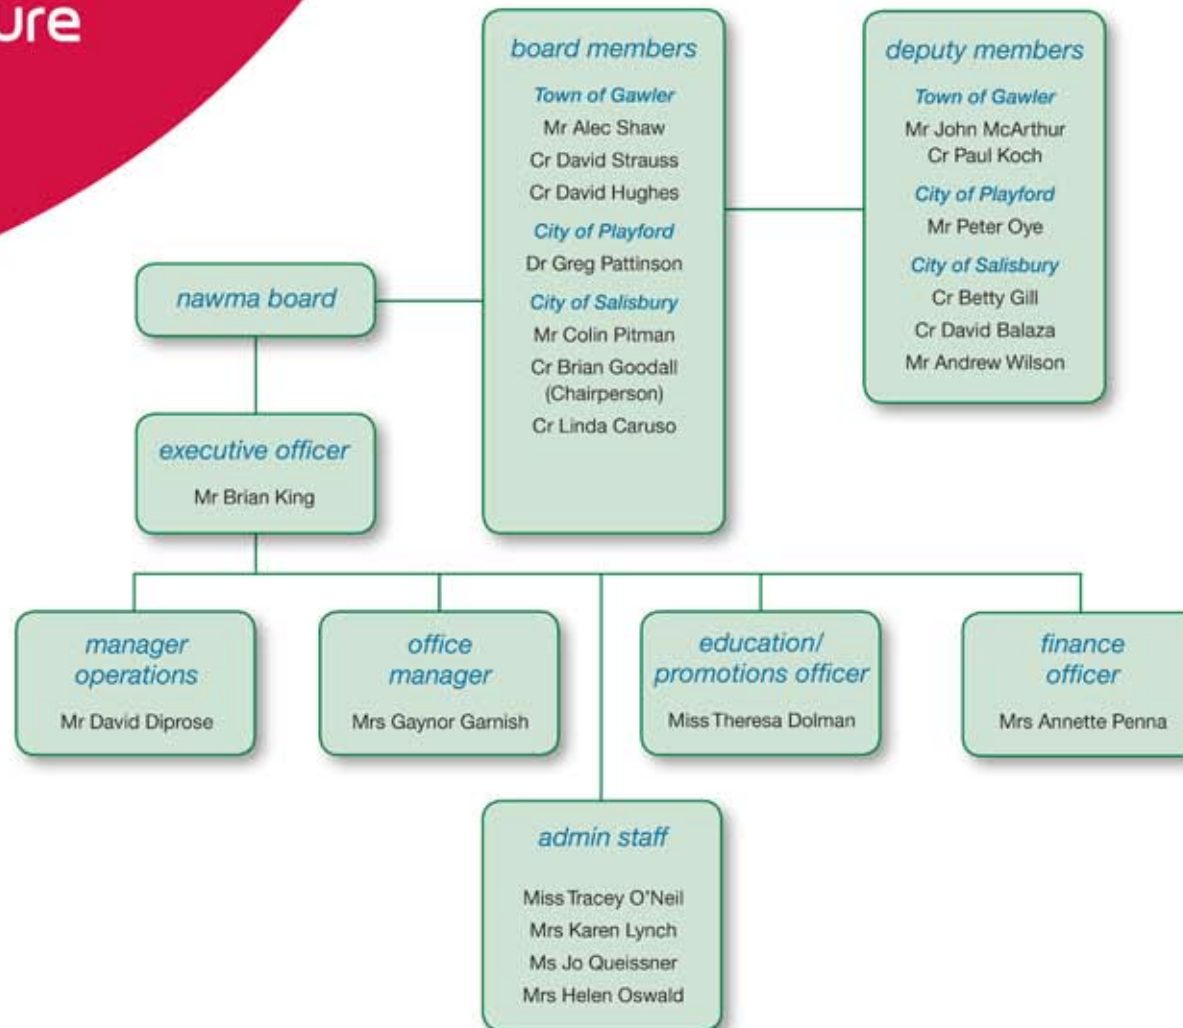 board members
Town of Gawler
Mr Alec Shaw
Cr David Strauss
Cr David Hughes
City of Playford
Dr Greg Pattinson
City of Salisbury
Mr Colin Pitman
Cr Brian Goodall
(Chairperson)
Cr Linda Caruso
deputy members
Town of Gawler
Mr John McArthur
Cr Paul Koch
City of Playford
Mr Peter Oye
City of Salisbury
Cr Betty Gill
Cr David Balaza
Mr Andrew Wilson
nawma board
executive officer
Mr Brian King
manager
operations
Mr David Diprose
office
manager
Mrs Gaynor Garnish
education/
promotions officer
Miss Theresa Dolman
finance
officer
Mrs Annette Penna
admin staff
Miss Tracey O'Neil
Mrs Karen Lynch
Ms Jo Queissner
Mrs Helen Oswald